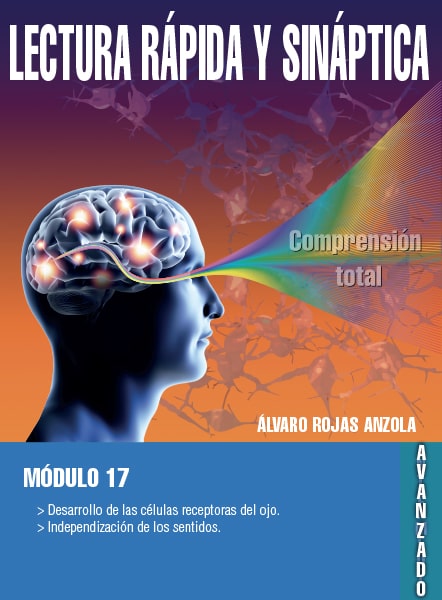 LECTURA RÁPIDA Y SINÁPTICA
Comprensión
total
ÁLVARO ROJAS ANZOLA
AVANZADO
MÓDULO 17
> Desarrollo de las células receptoras del ojo.
> Independización de los sentidos.